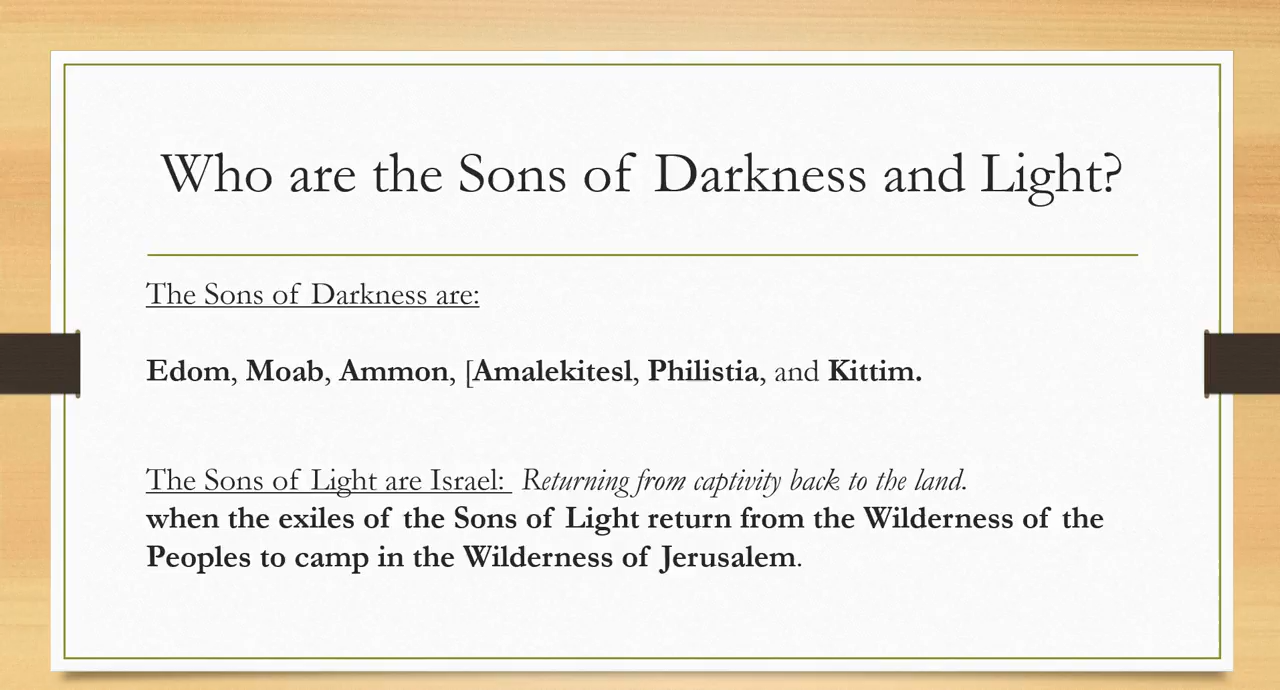 Who are the Sons of Darkness and Light?
The Sons of Darkness are:
Edom, Moab, Ammon, [Amalekitesl, Philistia, and Kittim.
The Sons of Light are Israel: Returning from captivity back to the land.
when the exiles of the Sons of Light return from the Wilderness of the
Peoples to camp in the Wilderness of Jerusalem.